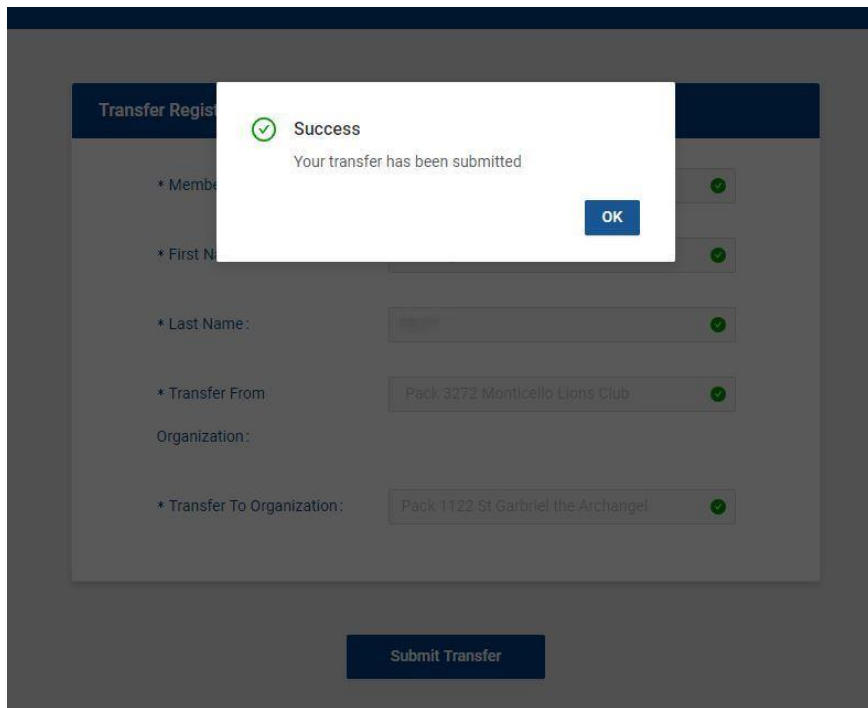 Transfer Regist
Success
Your transfer has been submitted
OK
* Membe
* First Na
* Last Name :
* Transfer From
Organization :
Pack 3272 Monticello Lions Club
* Transfer To Organization :
Pack 1122 St Garbriel the Archangel
Submit Transfer